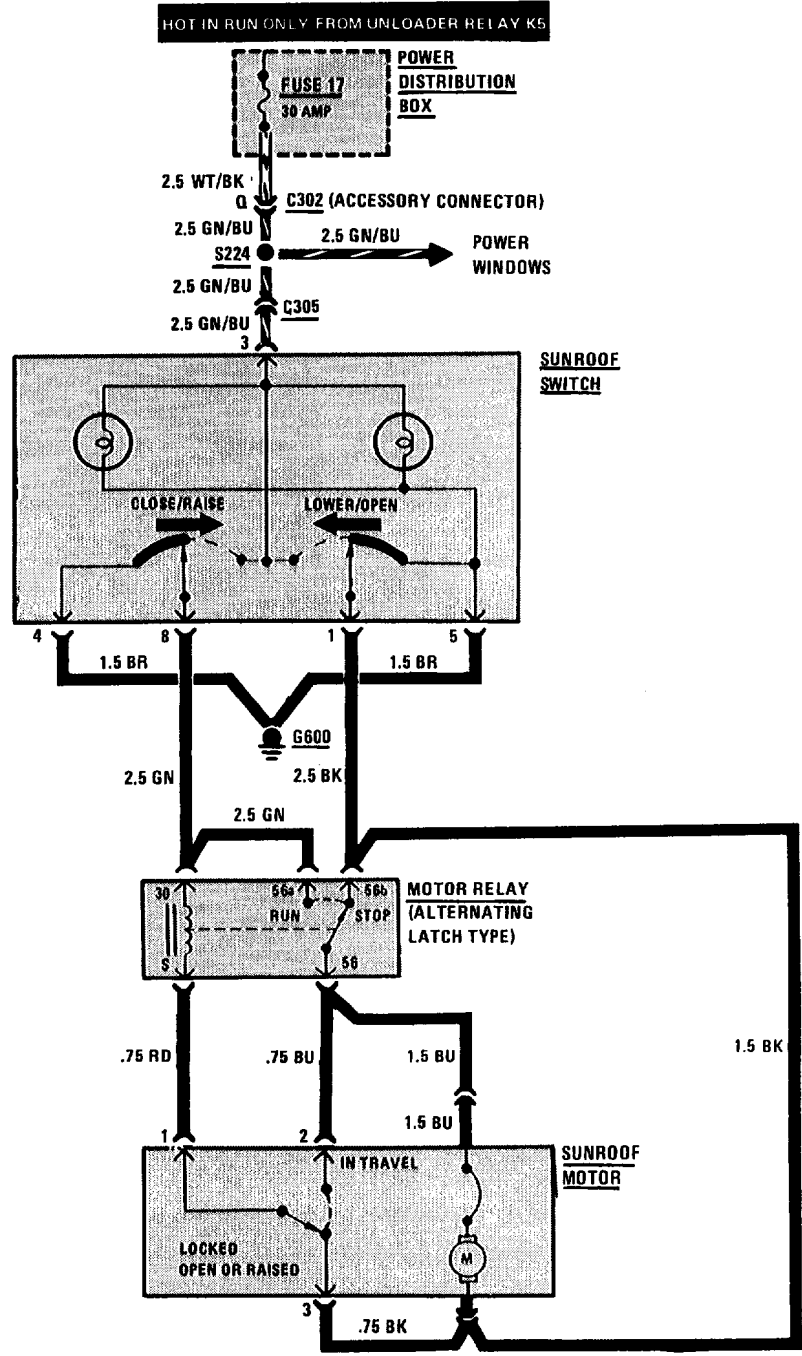 HOT IN RUN ONLY FROM UNLOADER RELAY K5
POWER
DISTRIBUTION
BOX
FUSE 17
30 AMP
2.5 WT/BK
Q
C302 (ACCESSORY CONNECTOR)
2.5 GN/BU
2.5 GN/BU
S224
POWER
WINDOWS
2.5 GN/BU
C305
2.5 GN/BU
3
SUNROOF
SWITCH
CLOSE/RAISE
LOWER/OPEN
4
8
1
5
1.5 BR
1.5 BR
G600
2.5 GN
2.5 BK
2.5 GN
30
56a
56b
RUN
STOP
S
56
MOTOR RELAY
(ALTERNATING
LATCH TYPE)
.75 RD
.75 BU
1.5 BU
1.5 BK
1.5 BU
1
2
IN TRAVEL
SUNROOF
MOTOR
LOCKED
OPEN OR RAISED
M
3
.75 BK